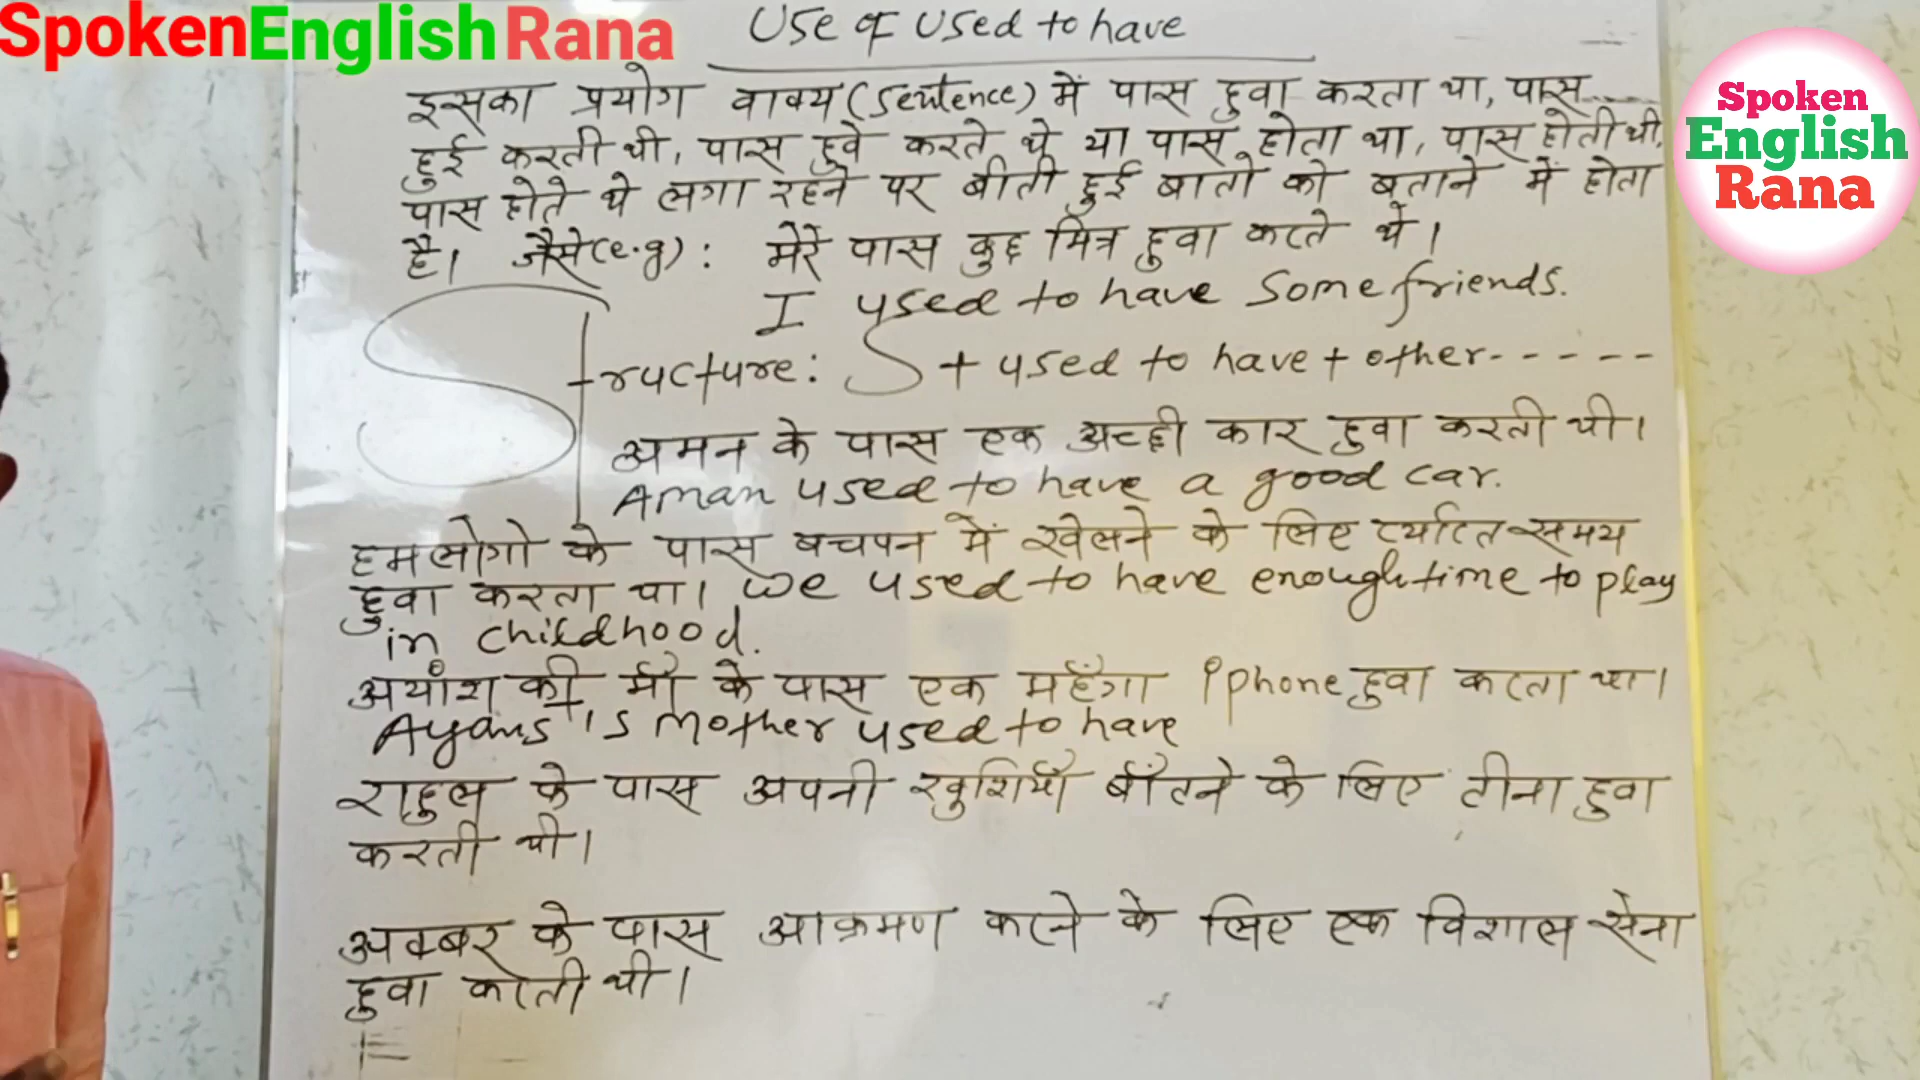 SpokenEnglish Rana
Use of used to have
Spoken
English
Rana
इसका प्रयोग वाक्य (Sentence) में पास हुवा करता था, पास
हुई करती थी, पास हुवे करते थे या पास होता था, पास होती थी,
पास होते थे लगा रहने पर बीती हुई बातो को बताने में होता
है। जैसे(e.g): मेरे पास कुछ मित्र हुवा करते थे।
I used to have Some friends.
Structure: S + used to have + other-----
अमन के पास एक अच्छी कार हुवा करती थी।
Aman used to have a good car.
हमलोगो के पास बचपन में खेलने के लिए समय
हुवा करता था। we used to have enough time to play
in childhood.
अयांश की माँ के पास एक महँगा iphone हुवा करता था।
Ayans's mother used to have
राहुल के पास अपनी खुशियाँ बाँटने के लिए टीना हुवा
करती थी।
अकबर के पास आक्रमण करने के लिए एक विशाल सेना
हुवा करती थी।